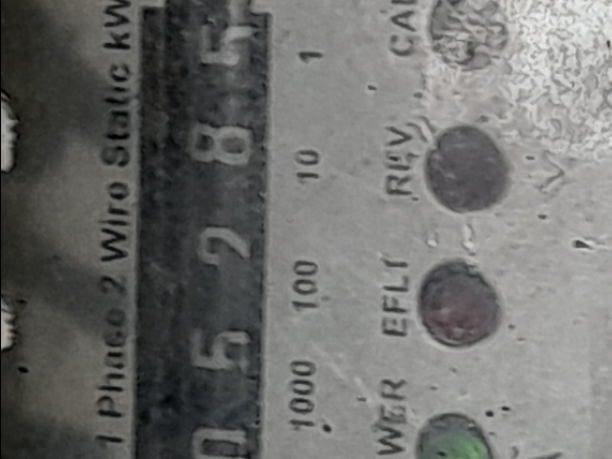 1 Phase 2 Wire Static kW
0 5 2 8 5
1000 100 10 1
WER EFLT REV CAL